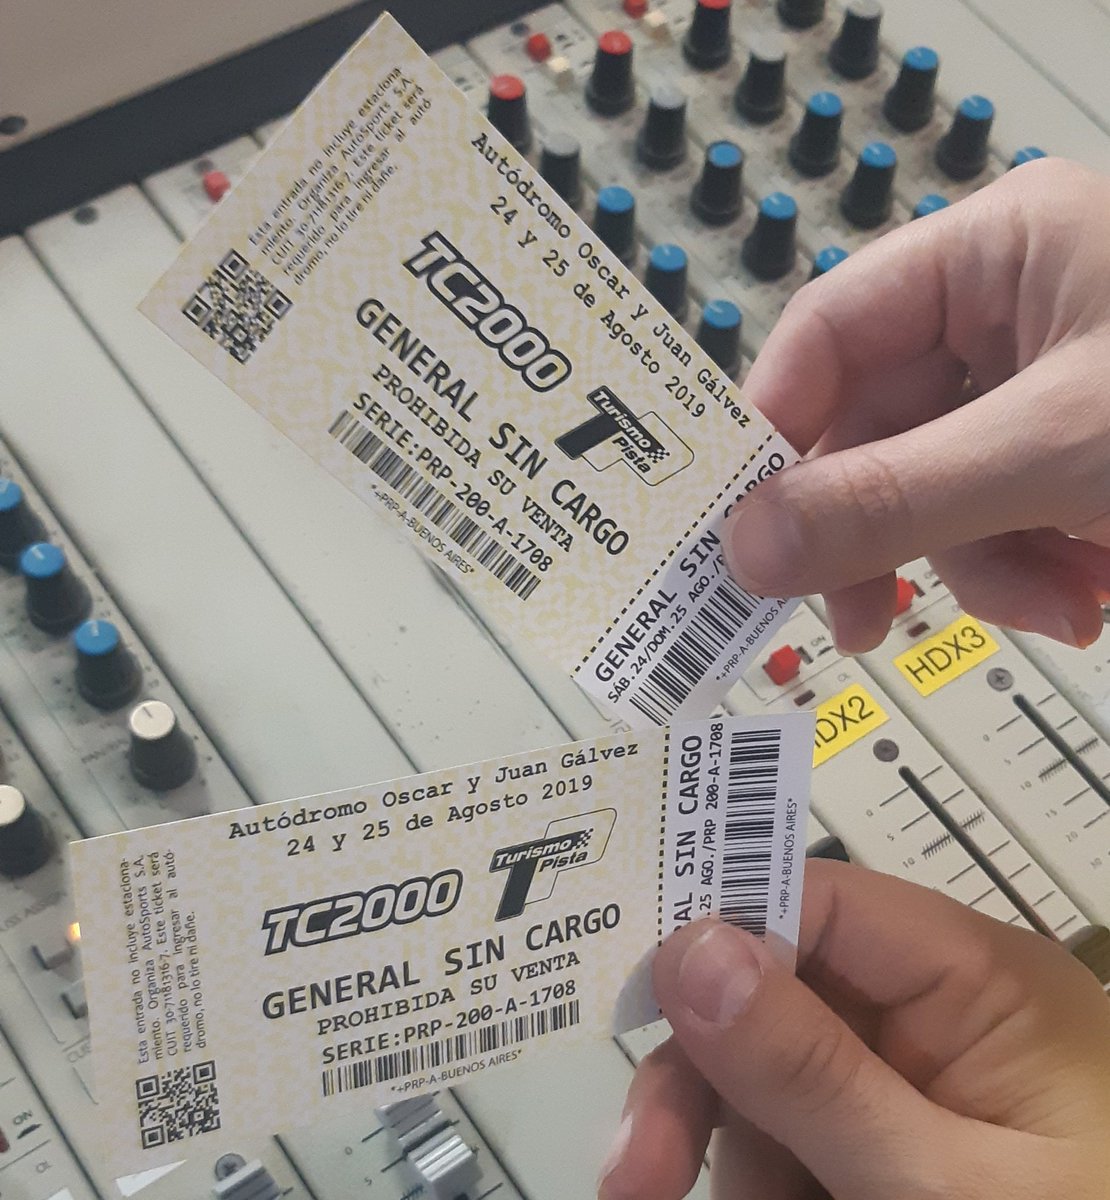 Autódromo Oscar y Juan Gálvez
24 y 25 de Agosto 2019
TC2000
Turismo
Pista
GENERAL SIN CARGO
PROHIBIDA SU VENTA
SERIE:PRP-200-A-1708
*+PRP-A-BUENOS AIRES*
Esta entrada no incluye estaciona-
miento. Organiza AutoSports S.A.
CUIT 30-71181316-7. Este ticket será
requerido para ingresar al autó-
dromo, no lo tire ni dañe.
GENERAL SIN CARGO
SÁB.24/DOM.25 AGO./
*+PRP-A-BUENOS
HDX3
HDX2
Autódromo Oscar y Juan Gálvez
24 y 25 de Agosto 2019
TC2000
Turismo
Pista
GENERAL SIN CARGO
PROHIBIDA SU VENTA
SERIE:PRP-200-A-1708
*+PRP-A-BUENOS AIRES*
Esta entrada no incluye estaciona-
miento. Organiza AutoSports S.A.
CUIT 30-71181316-7. Este ticket será
requerido para ingresar al autó-
dromo, no lo tire ni dañe.
SIN CARGO
.25 AGO./PRP 200-A-1708
*+PRP-A-BUENOS AIRES*
ON
ON